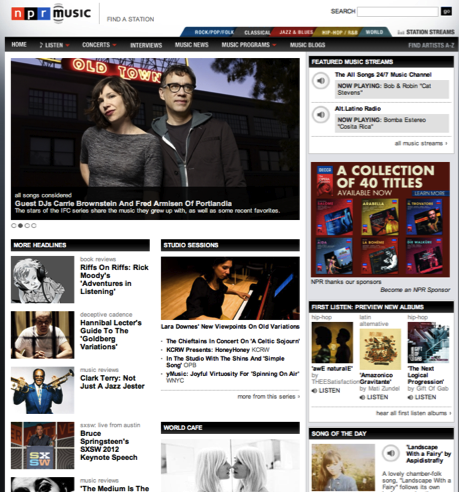 npr music
FIND A STATION
SEARCH
go
ROCK/POP/FOLK
CLASSICAL
JAZZ & BLUES
HIP-HOP / R&B
WORLD
STATION STREAMS
HOME
LISTEN
CONCERTS
INTERVIEWS
MUSIC NEWS
MUSIC PROGRAMS
MUSIC BLOGS
FIND ARTISTS A-Z
OLD TOWN
all songs considered
Guest DJs Carrie Brownstein And Fred Armisen Of Portlandia
The stars of the IFC series share the music they grew up with, as well as some recent favorites.
FEATURED MUSIC STREAMS
The All Songs 24/7 Music Channel
NOW PLAYING: Bob & Robin "Cat
Stevens"
Alt.Latino Radio
NOW PLAYING: Bomba Estereo
"Cosita Rica"
all music streams ›
DECCA
A COLLECTION
OF 40 TITLES
AVAILABLE NOW
LEARN MORE
ARABELLA
LA BOHÈME
DIE WALKÜRE
NPR thanks our sponsors
Become an NPR Sponsor
MORE HEADLINES
book reviews
Riffs On Riffs: Rick
Moody's
'Adventures in
Listening'
deceptive cadence
Hannibal Lecter's
Guide To The
'Goldberg
Variations'
music reviews
Clark Terry: Not
Just A Jazz Jester
sxsw: live from austin
Bruce
Springsteen's
SXSW 2012
Keynote Speech
SX
SW
music reviews
'The Medium Is The
STUDIO SESSIONS
Lara Downes' New Viewpoints On Old Variations
The Chieftains In Concert On 'A Celtic Sojourn'
KCRW Presents: HoneyHoney KCRW
In The Studio With The Shins And 'Simple
Song' OPB
yMusic: Joyful Virtuosity For 'Spinning On Air'
WNYC
more from this series ›
WORLD CAFE
FIRST LISTEN: PREVIEW NEW ALBUMS
hip-hop
'awE naturalE'
by
THEESatisfaction
LISTEN
latin
alternative
'Amazonico
Gravitante'
by Mati Zundel
LISTEN
hip-hop
'The Next
Logical
Progression'
by Gift Of Gab
LISTEN
hear all first listen albums ›
SONG OF THE DAY
'Landscape
With a Fairy' by
Aspidistrafly
A lovely chamber-folk
song, "Landscape With a
Fairy" follows its own